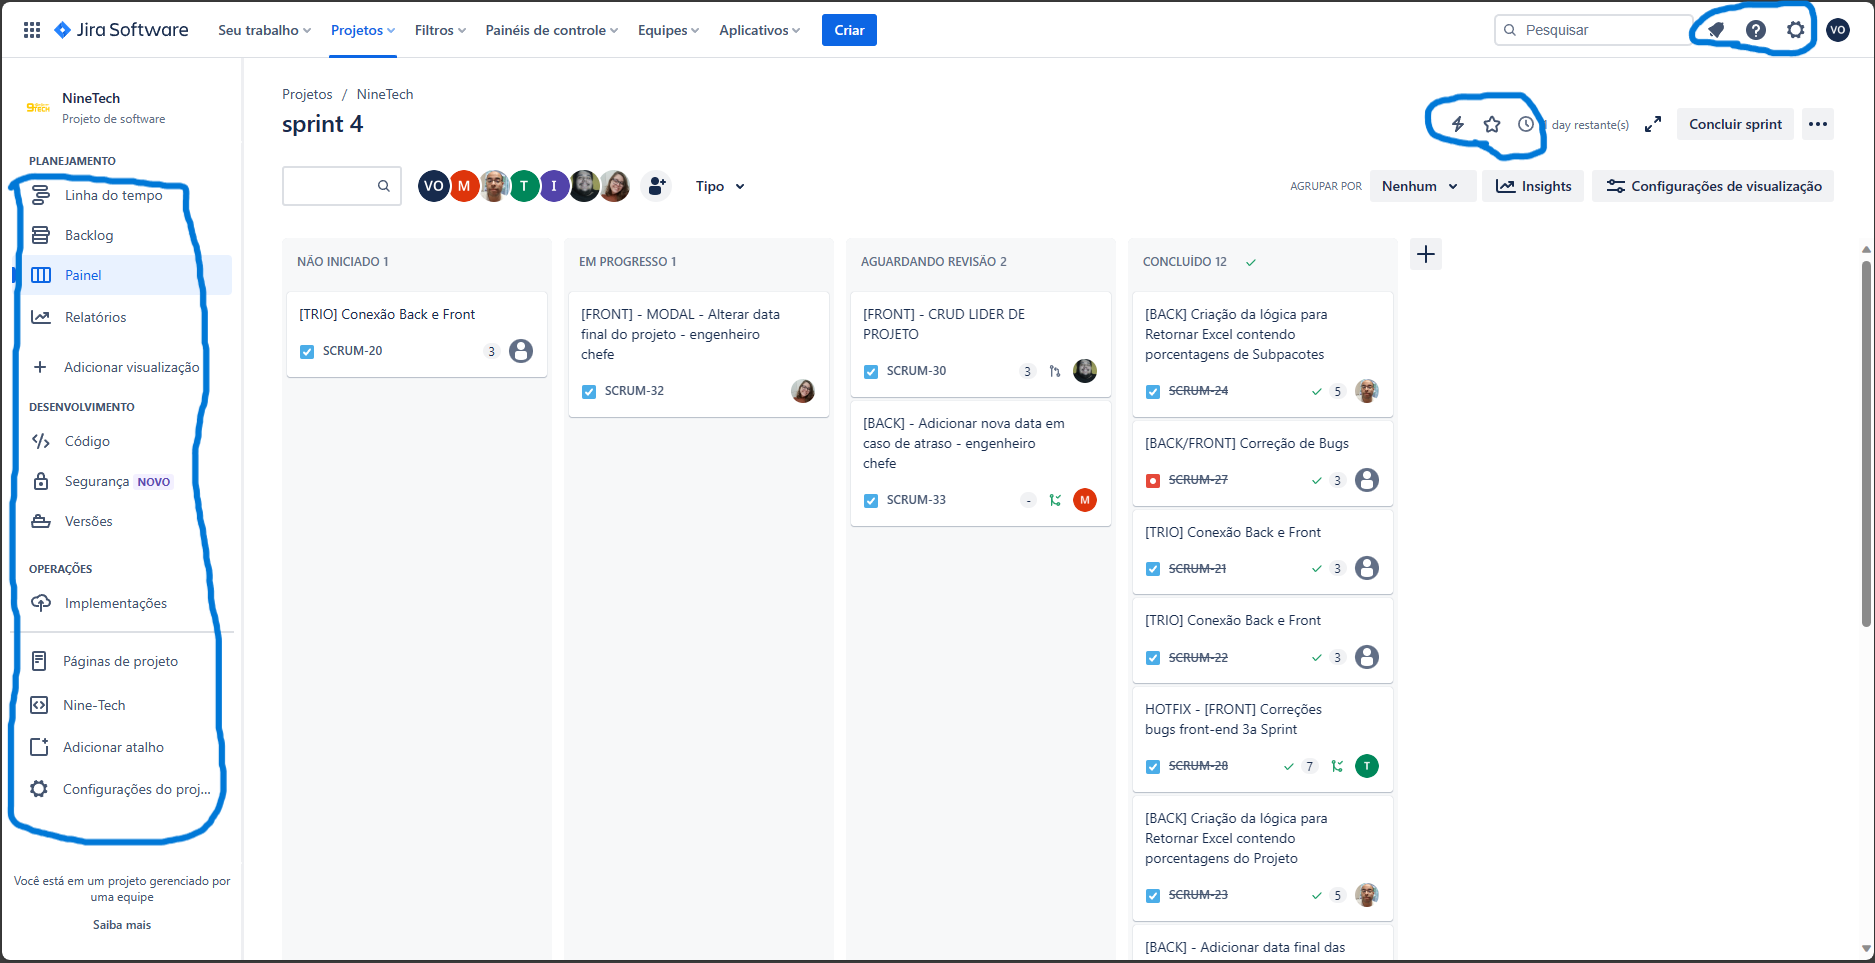 Jira Software
Seu trabalho
Projetos
Filtros
Painéis de controle
Equipes
Aplicativos
Criar
Pesquisar
VO
9 TECH
NineTech
Projeto de software
PLANEJAMENTO
Linha do tempo
Backlog
Painel
Relatórios
Adicionar visualização
DESENVOLVIMENTO
Código
Segurança NOVO
Versões
OPERAÇÕES
Implementações
Páginas de projeto
Nine-Tech
Adicionar atalho
Configurações do proj...
Você está em um projeto gerenciado por
uma equipe
Saiba mais
Projetos / NineTech
sprint 4
day restante(s)
Concluir sprint
VO M T I
Tipo
AGRUPAR POR
Nenhum
Insights
Configurações de visualização
NÃO INICIADO 1
[TRIO] Conexão Back e Front
SCRUM-20 3
EM PROGRESSO 1
[FRONT] - MODAL - Alterar data
final do projeto - engenheiro
chefe
SCRUM-32
AGUARDANDO REVISÃO 2
[FRONT] - CRUD LIDER DE
PROJETO
SCRUM-30 3
[BACK] - Adicionar nova data em
caso de atraso - engenheiro
chefe
SCRUM-33 - M
CONCLUÍDO 12
[BACK] Criação da lógica para
Retornar Excel contendo
porcentagens de Subpacotes
SCRUM-24 5
[BACK/FRONT] Correção de Bugs
SCRUM-27 3
[TRIO] Conexão Back e Front
SCRUM-21 3
[TRIO] Conexão Back e Front
SCRUM-22 3
HOTFIX - [FRONT] Correções
bugs front-end 3a Sprint
SCRUM-28 7 T
[BACK] Criação da lógica para
Retornar Excel contendo
porcentagens do Projeto
SCRUM-23 5
[BACK] - Adicionar data final das